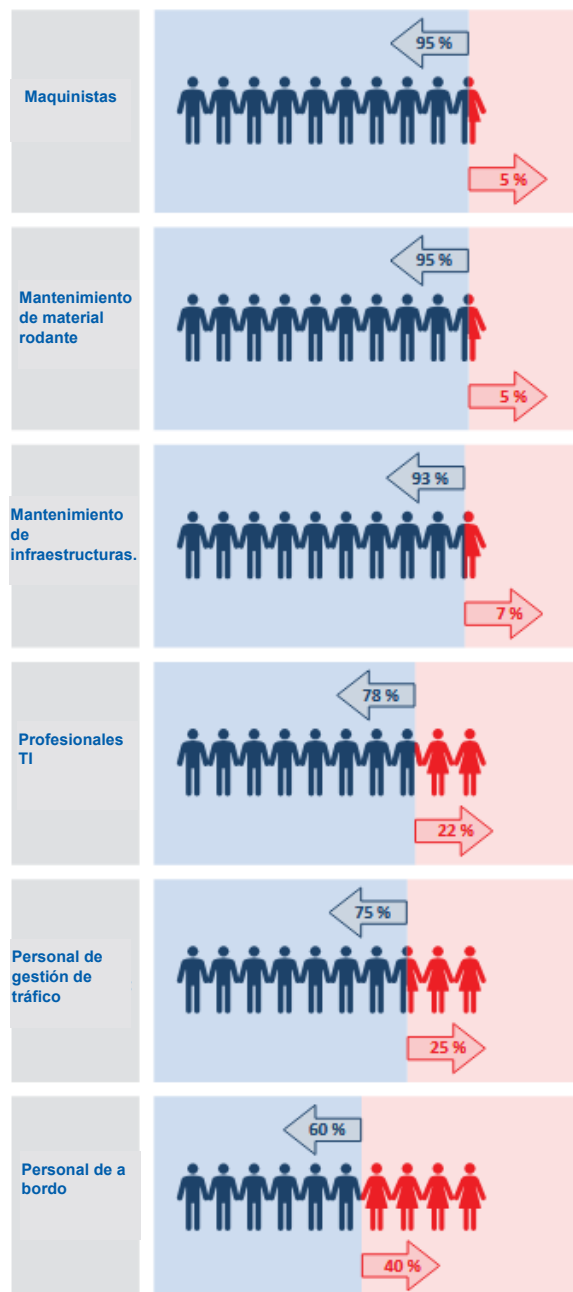 95 %
Maquinistas
5 %
95 %
Mantenimiento
de material
rodante
5 %
93 %
Mantenimiento
de
infraestructuras.
7 %
78 %
Profesionales
TI
22 %
75 %
Personal de
gestión de
tráfico
25 %
60 %
Personal de a
bordo
40 %